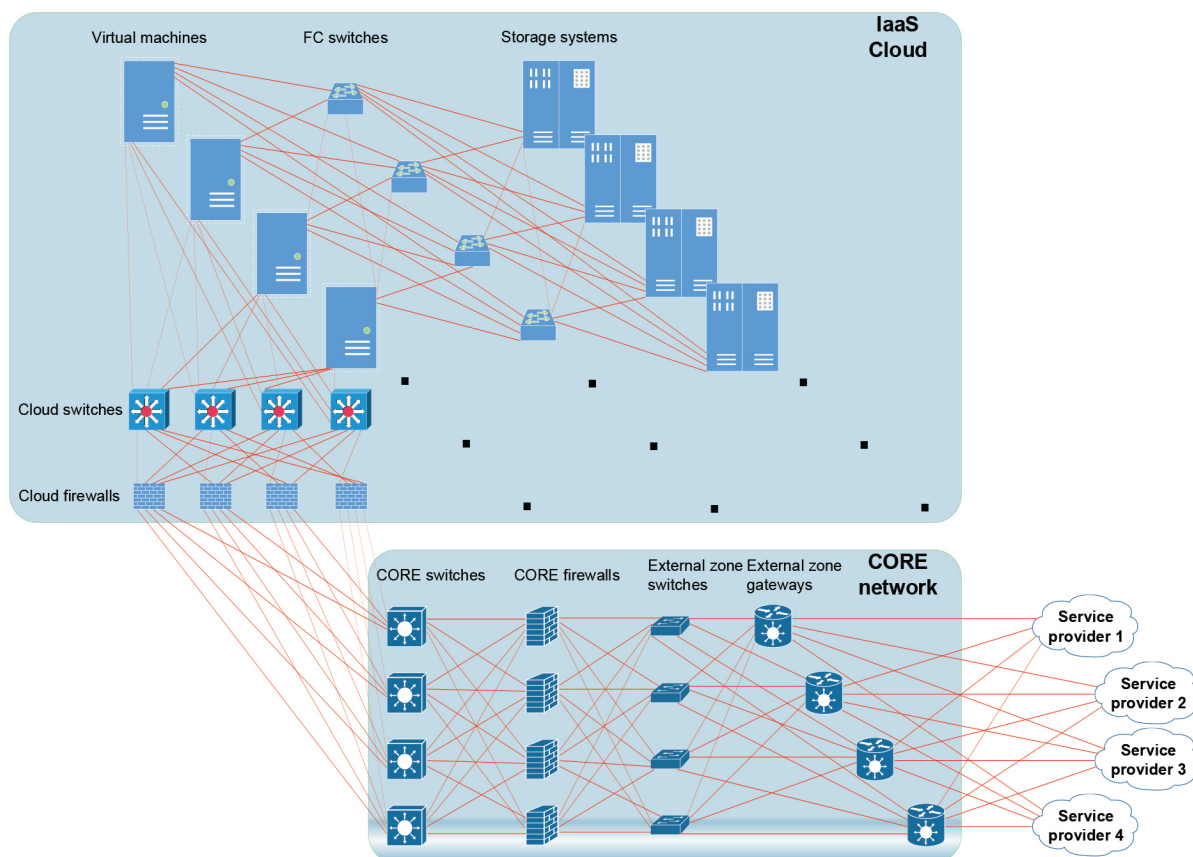 IaaS
Cloud
Virtual machines
FC switches
Storage systems
Cloud switches
Cloud firewalls
CORE switches
CORE firewalls
External zone
switches
External zone
gateways
CORE
network
Service
provider 1
Service
provider 2
Service
provider 3
Service
provider 4